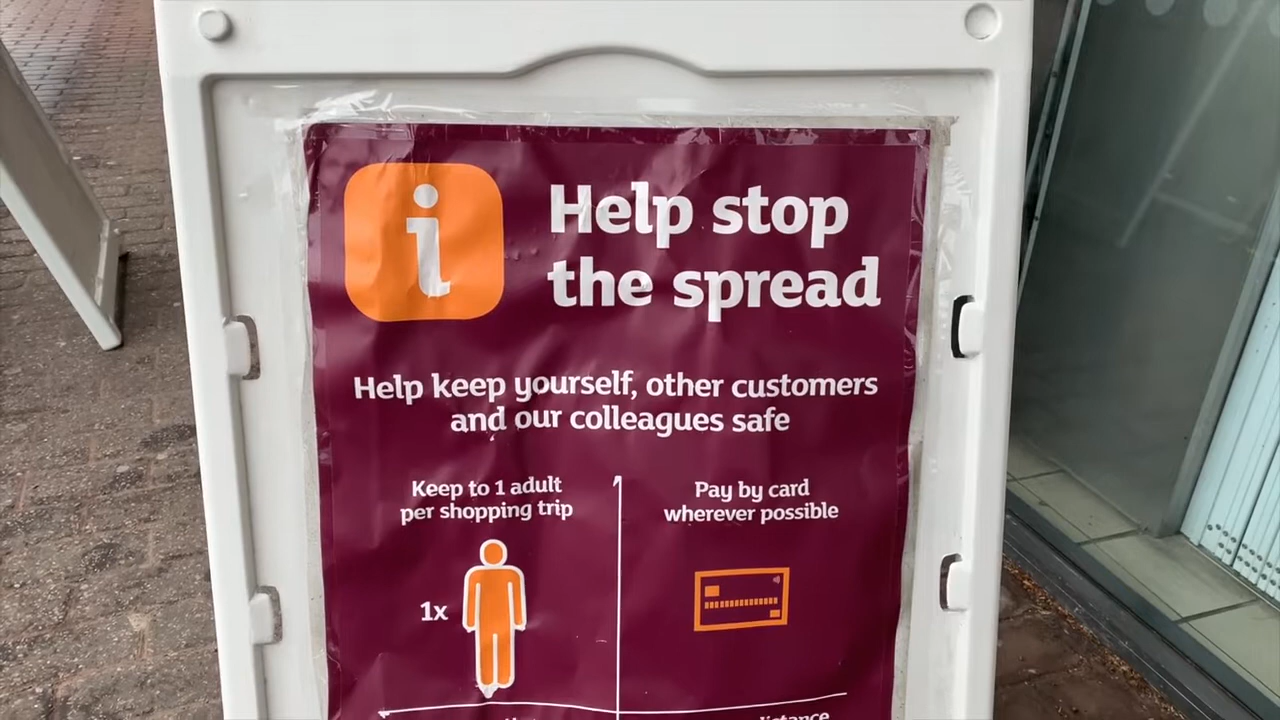 i
Help stop
the spread
Help keep yourself, other customers
and our colleagues safe
Keep to 1 adult
per shopping trip
Pay by card
wherever possible
1x